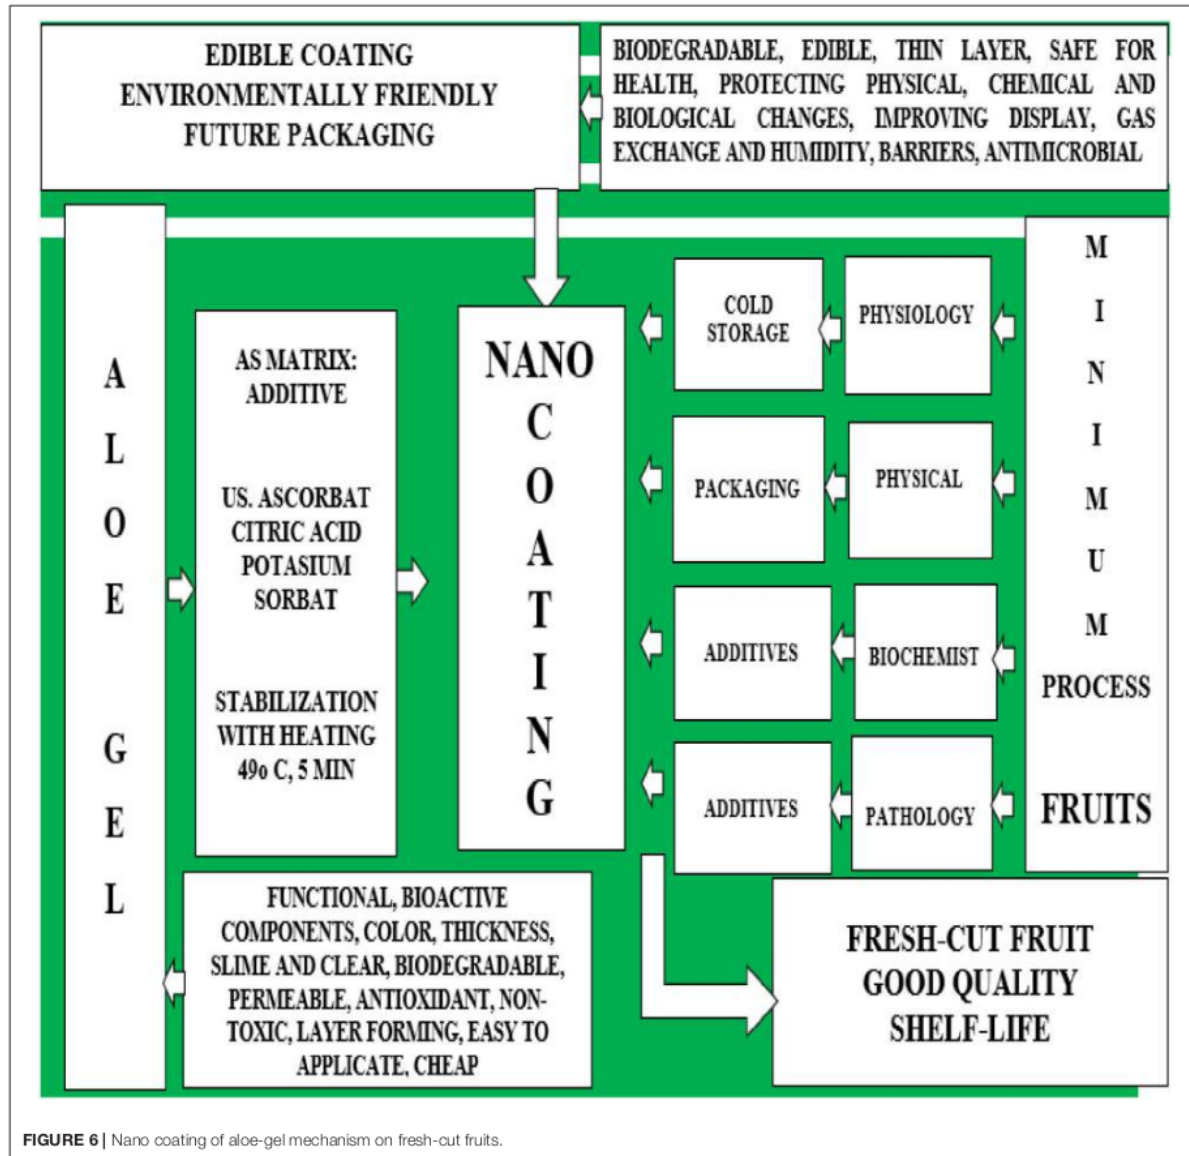 EDIBLE COATING
ENVIRONMENTALLY FRIENDLY
FUTURE PACKAGING
BIODEGRADABLE, EDIBLE, THIN LAYER, SAFE FOR
HEALTH, PROTECTING PHYSICAL, CHEMICAL AND
BIOLOGICAL CHANGES, IMPROVING DISPLAY, GAS
EXCHANGE AND HUMIDITY, BARRIERS, ANTIMICROBIAL
A
L
O
E
G
E
L
AS MATRIX:
ADDITIVE
US. ASCORBAT
CITRIC ACID
POTASIUM
SORBAT
STABILIZATION
WITH HEATING
49o C, 5 MIN
NANO
C
O
A
T
I
N
G
COLD
STORAGE
PHYSIOLOGY
PACKAGING
PHYSICAL
ADDITIVES
BIOCHEMIST
ADDITIVES
PATHOLOGY
M
I
N
I
M
U
M
PROCESS
FRUITS
FUNCTIONAL, BIOACTIVE
COMPONENTS, COLOR, THICKNESS,
SLIME AND CLEAR, BIODEGRADABLE,
PERMEABLE, ANTIOXIDANT, NON-
TOXIC, LAYER FORMING, EASY TO
APPLICATE, CHEAP
FRESH-CUT FRUIT
GOOD QUALITY
SHELF-LIFE
FIGURE 6 | Nano coating of aloe-gel mechanism on fresh-cut fruits.